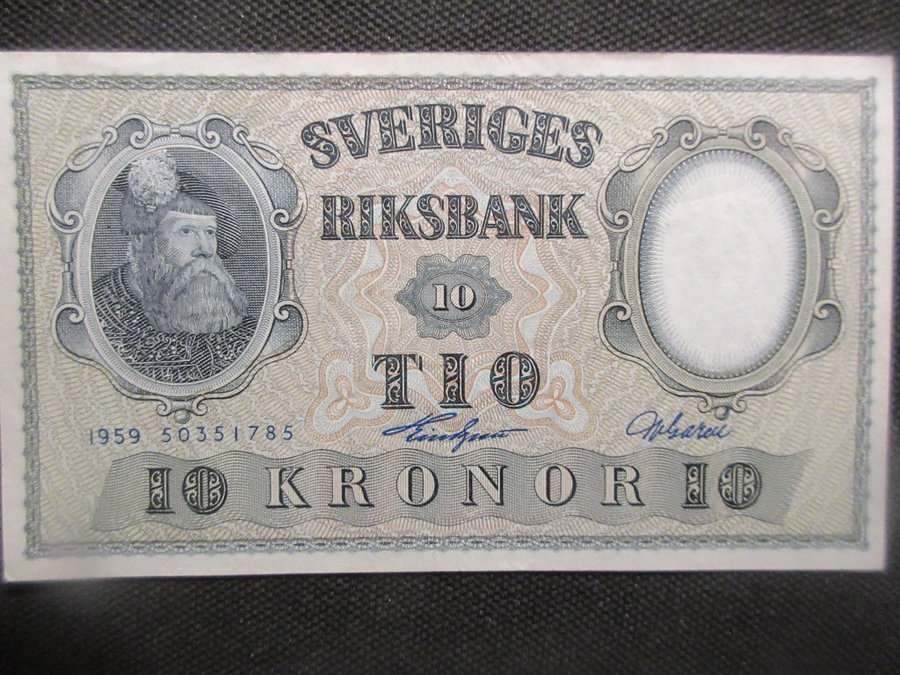 SVERIGES
RIKSBANK
10
TIO
1959 50351785
10 KRONOR 10